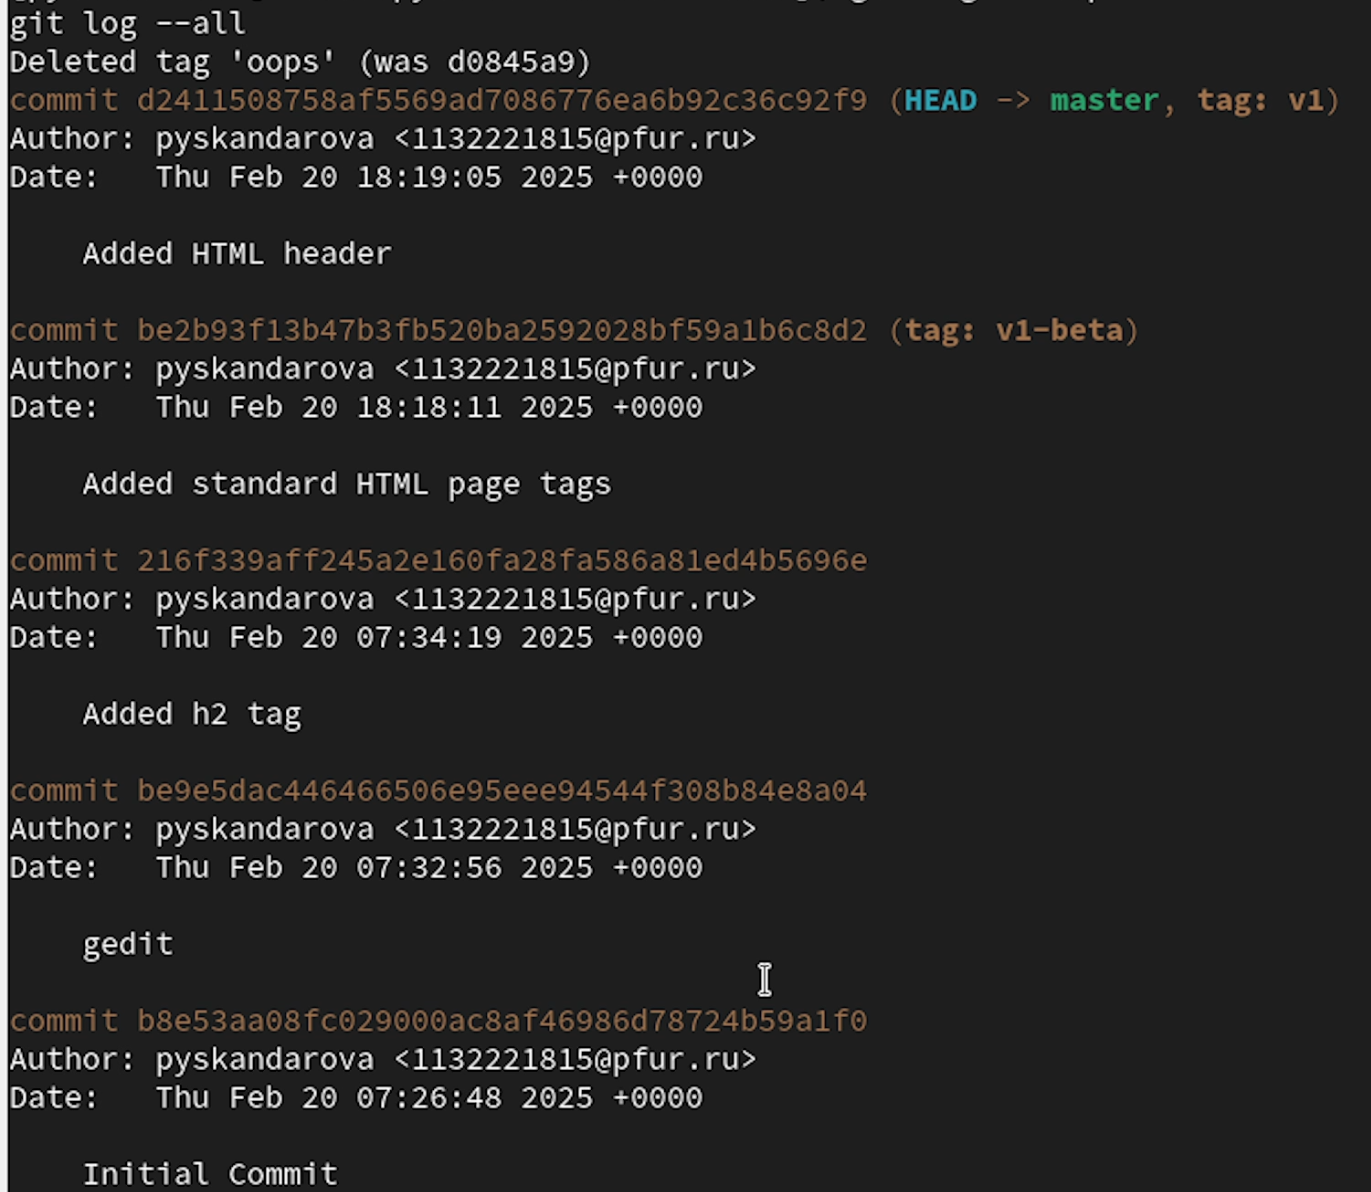 git log --all
Deleted tag 'oops' (was d0845a9)
commit d2411508758af5569ad7086776ea6b92c36c92f9 (HEAD -> master, tag: v1)
Author: pyskandarova <1132221815@pfur.ru>
Date:   Thu Feb 20 18:19:05 2025 +0000
Added HTML header
commit be2b93f13b47b3fb520ba2592028bf59a1b6c8d2 (tag: v1-beta)
Author: pyskandarova <1132221815@pfur.ru>
Date:   Thu Feb 20 18:18:11 2025 +0000
Added standard HTML page tags
commit 216f339aff245a2e160fa28fa586a81ed4b5696e
Author: pyskandarova <1132221815@pfur.ru>
Date:   Thu Feb 20 07:34:19 2025 +0000
Added h2 tag
commit be9e5dac446466506e95eee94544f308b84e8a04
Author: pyskandarova <1132221815@pfur.ru>
Date:   Thu Feb 20 07:32:56 2025 +0000
gedit
commit b8e53aa08fc029000ac8af46986d78724b59a1f0
Author: pyskandarova <1132221815@pfur.ru>
Date:   Thu Feb 20 07:26:48 2025 +0000
Initial Commit